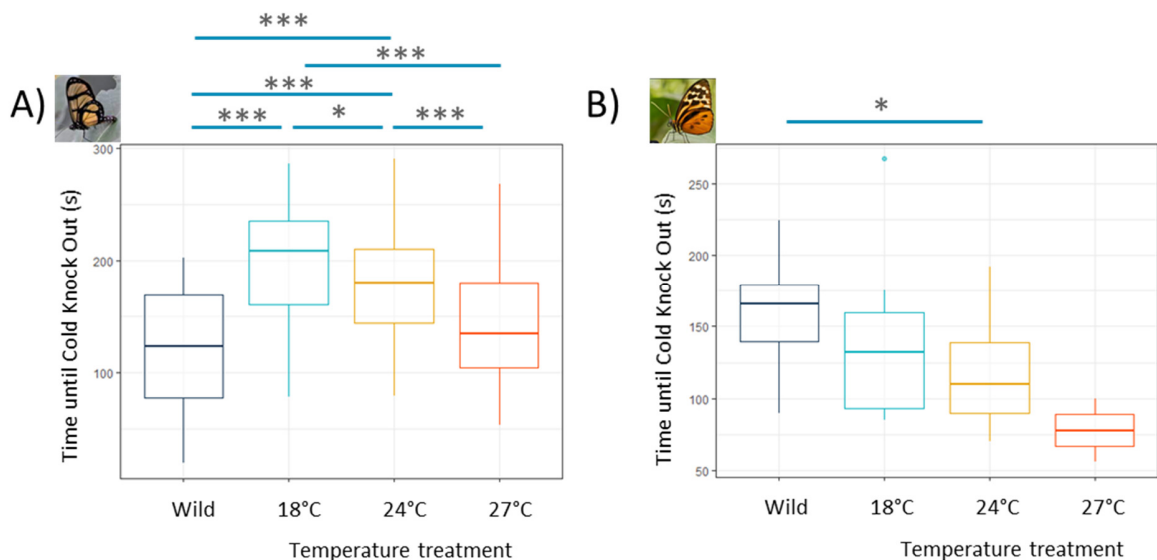 ***
***
***
***
*
***
A)
Time until Cold Knock Out (s)
300
200
100
Wild
18°C
24°C
27°C
Temperature treatment
B)
*
Time until Cold Knock Out (s)
250
200
150
100
50
Wild
18°C
24°C
27°C
Temperature treatment